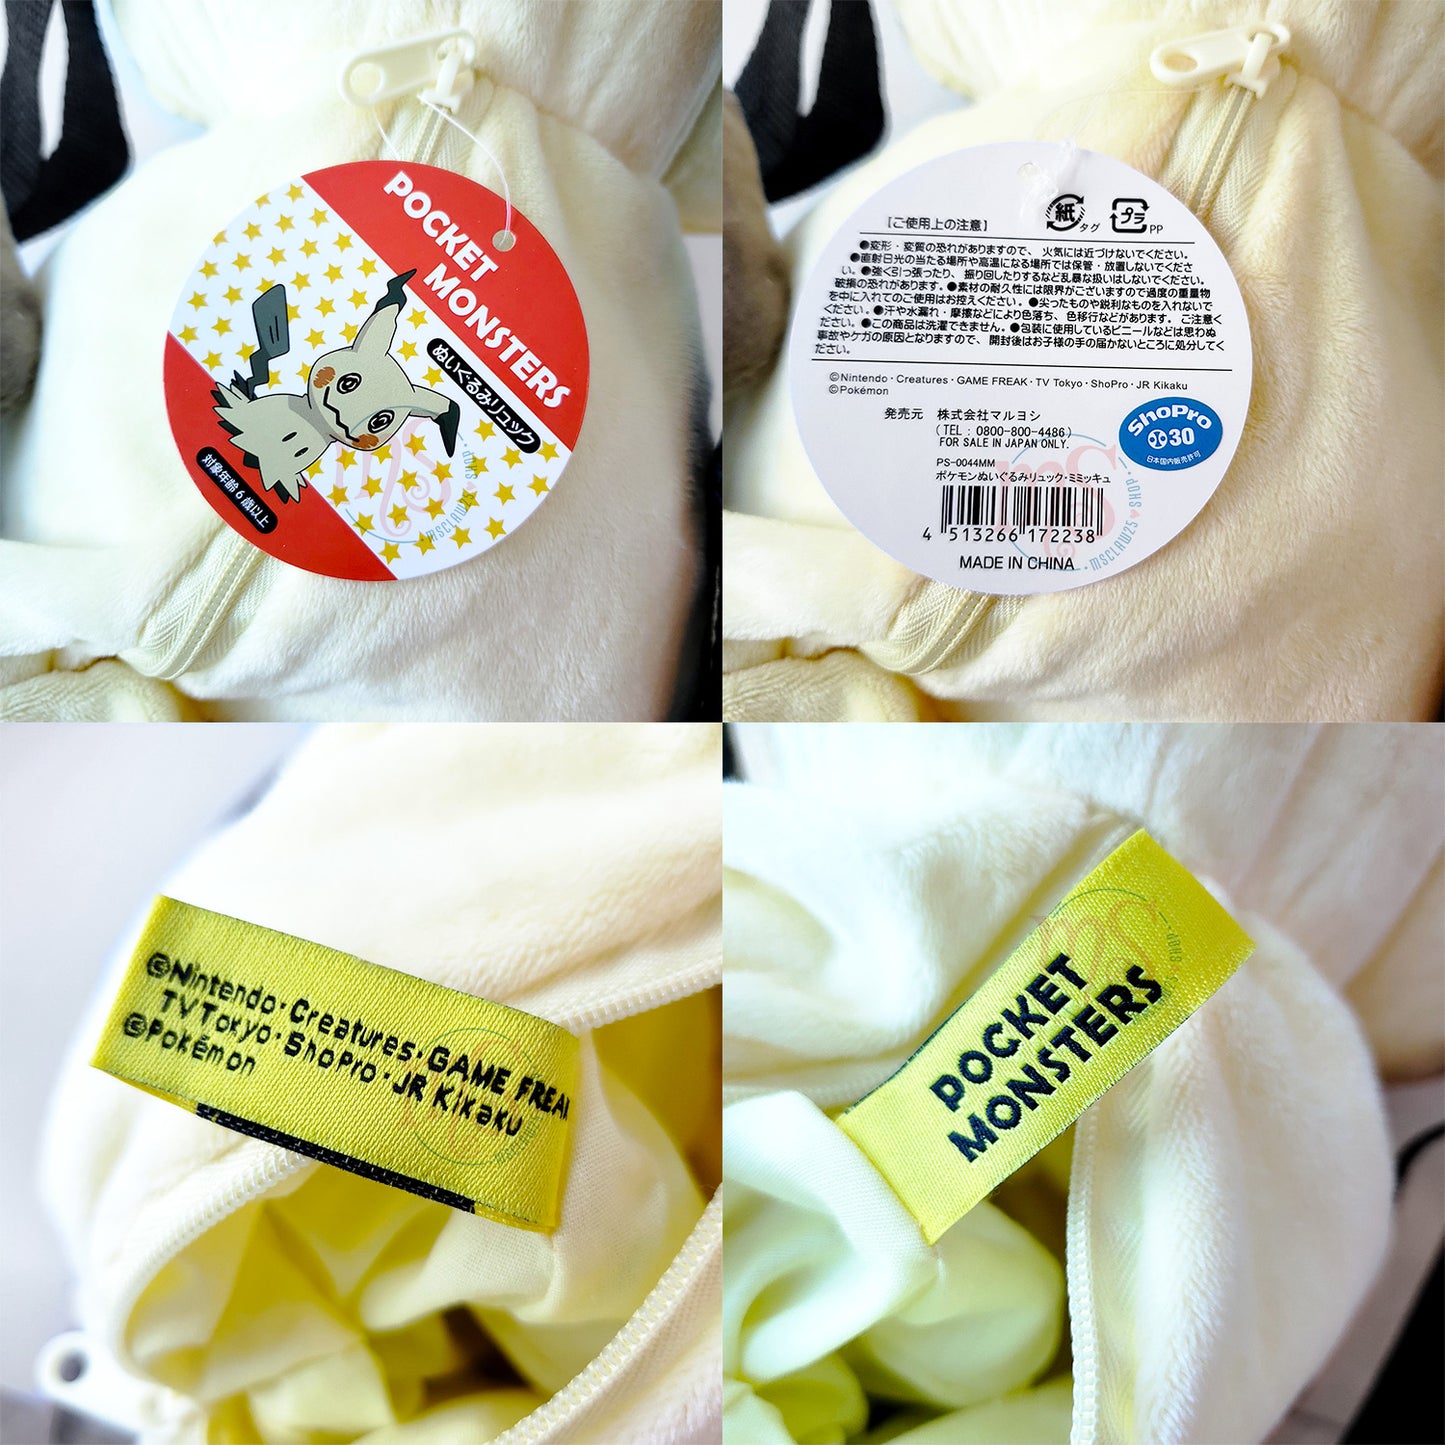 POCKET
MONSTERS
ぬいぐるみリュック
対象年齢6歳以上
MSCLAW25 POKSHOP
【ご使用上の注意】
紙 タグ
プラ PP
●変形・変質の恐れがありますので、火気には近づけないでください。
●直射日光の当たる場所や高温になる場所では保管・放置しないでくださ
い。●強く引っ張ったり、振り回したりするなど乱暴な扱いはしないでください。
破損の恐れがあります。●素材の耐久性には限界がございますので過度の重量物
を中に入れてのご使用はお控えください。●尖ったものや鋭利なものを入れないで
ください。●汗や水漏れ・摩擦などにより色落ち、色移行などがあります。ご注意く
ださい。●この商品は洗濯できません。●包装に使用しているビニールなどは思わぬ
事故やケガの原因となりますので、開封後はお子様の手の届かないところに処分してく
ださい。
©Nintendo・Creatures・GAME FREAK・TV Tokyo・ShoPro・JR Kikaku
©Pokémon
発売元 株式会社マルヨシ
(TEL : 0800-800-4486)
FOR SALE IN JAPAN ONLY.
ShoPro
30
日本国内販売許可
PS-0044MM
ポケモンぬいぐるみリュック・ミミッキュ
4 513266 172238
MADE IN CHINA
©Nintendo・Creatures・GAME FREAK
TV Tokyo・ShoPro・JR Kikaku
©Pokémon
POCKET
MONSTERS